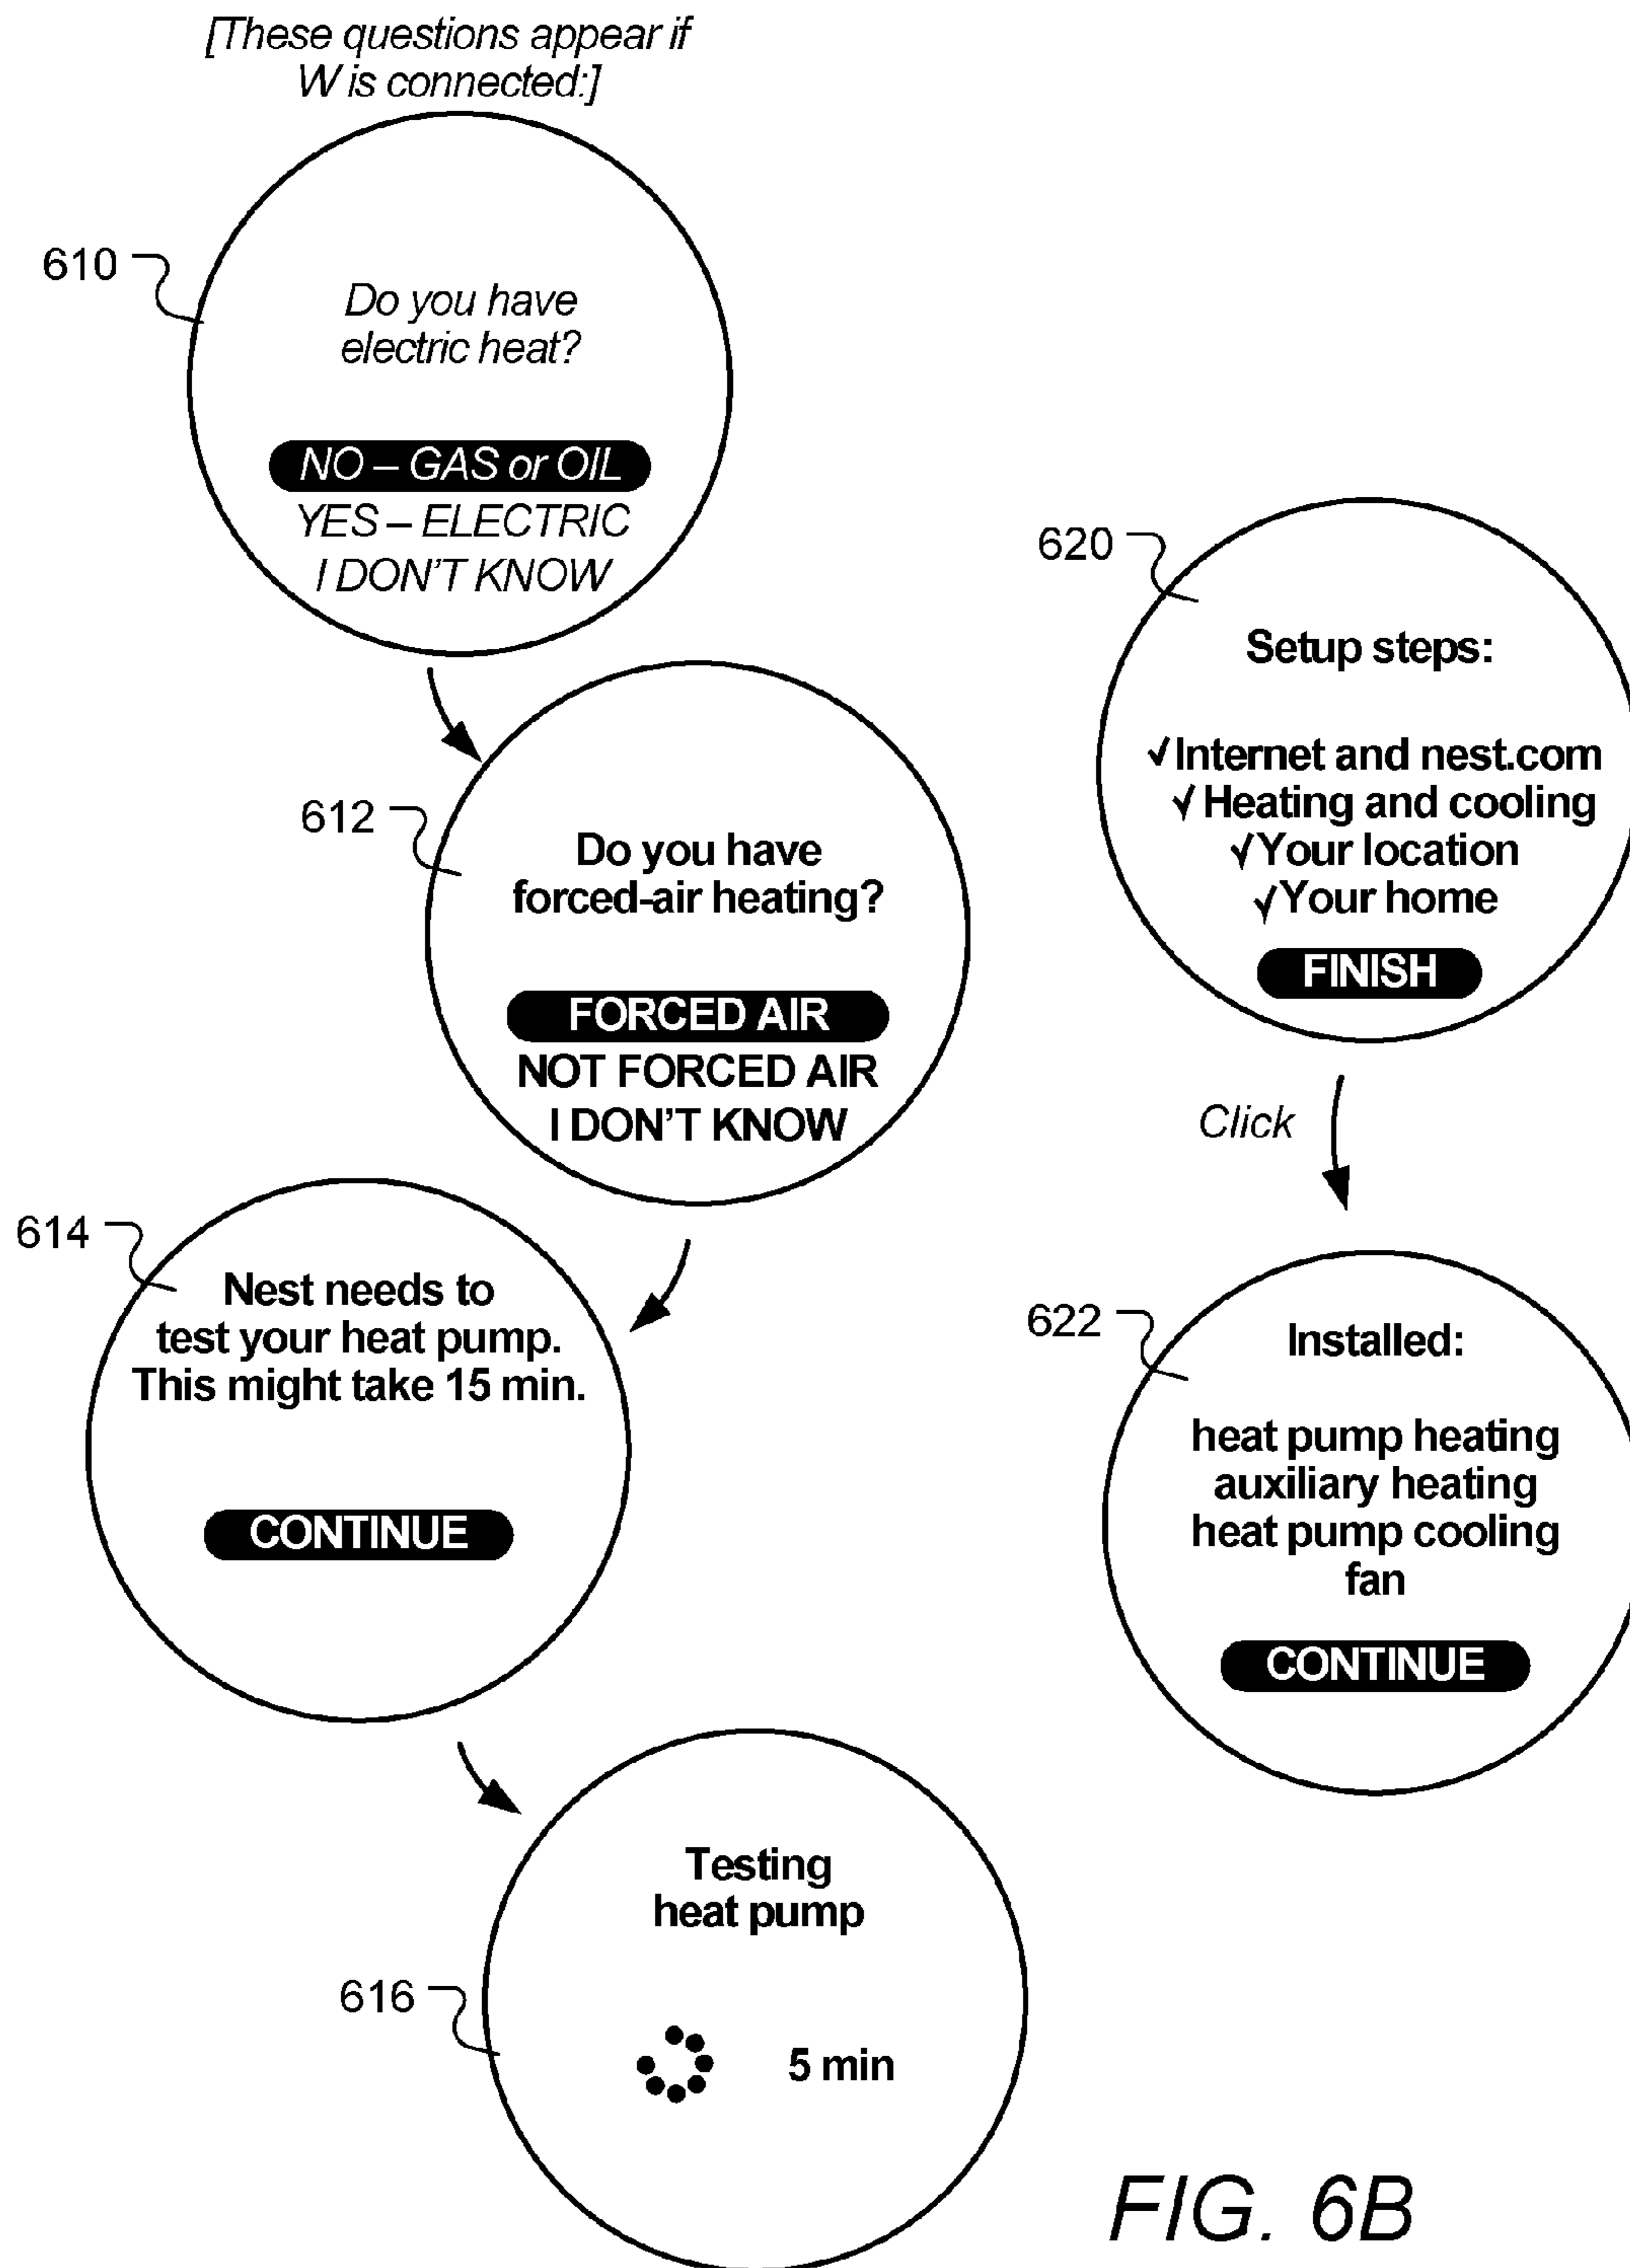 [These questions appear if
W is connected:]
610
Do you have
electric heat?
NO – GAS or OIL
YES – ELECTRIC
I DON'T KNOW
612
Do you have
forced-air heating?
FORCED AIR
NOT FORCED AIR
I DON'T KNOW
614
Nest needs to
test your heat pump.
This might take 15 min.
CONTINUE
616
Testing
heat pump
5 min
620
Setup steps:
√Internet and nest.com
√ Heating and cooling
√Your location
√Your home
FINISH
Click
622
Installed:
heat pump heating
auxiliary heating
heat pump cooling
fan
CONTINUE
FIG. 6B